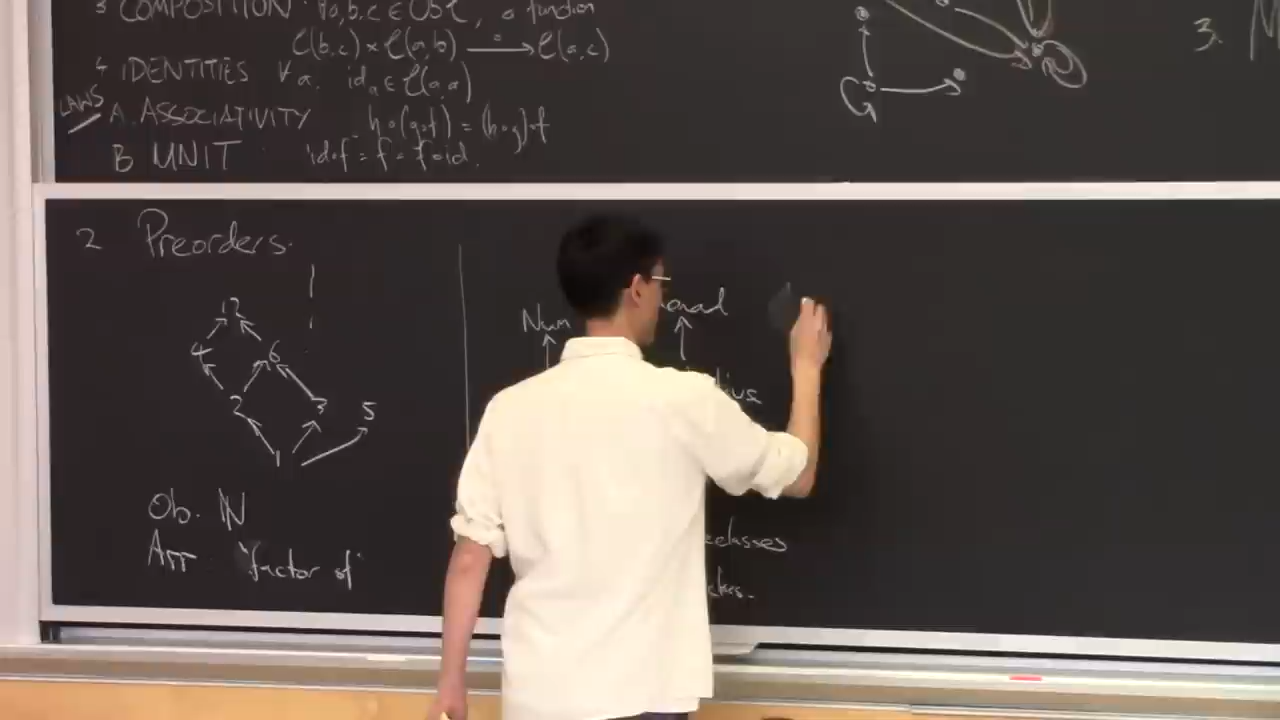 3 COMPOSITION · ∀a,b,c ∈ Ob C, a function
C(b,c) × C(a,b) —∘→ C(a,c)
4 IDENTITIES ∀a, id_a ∈ C(a,a)
LAWS
A. ASSOCIATIVITY h∘(g∘f) = (h∘g)∘f
B UNIT id∘f = f = f∘id.
G
3.
2 Preorders.
12
4 6
2 3 5
1
Ob. ℕ
Arr "factor of"